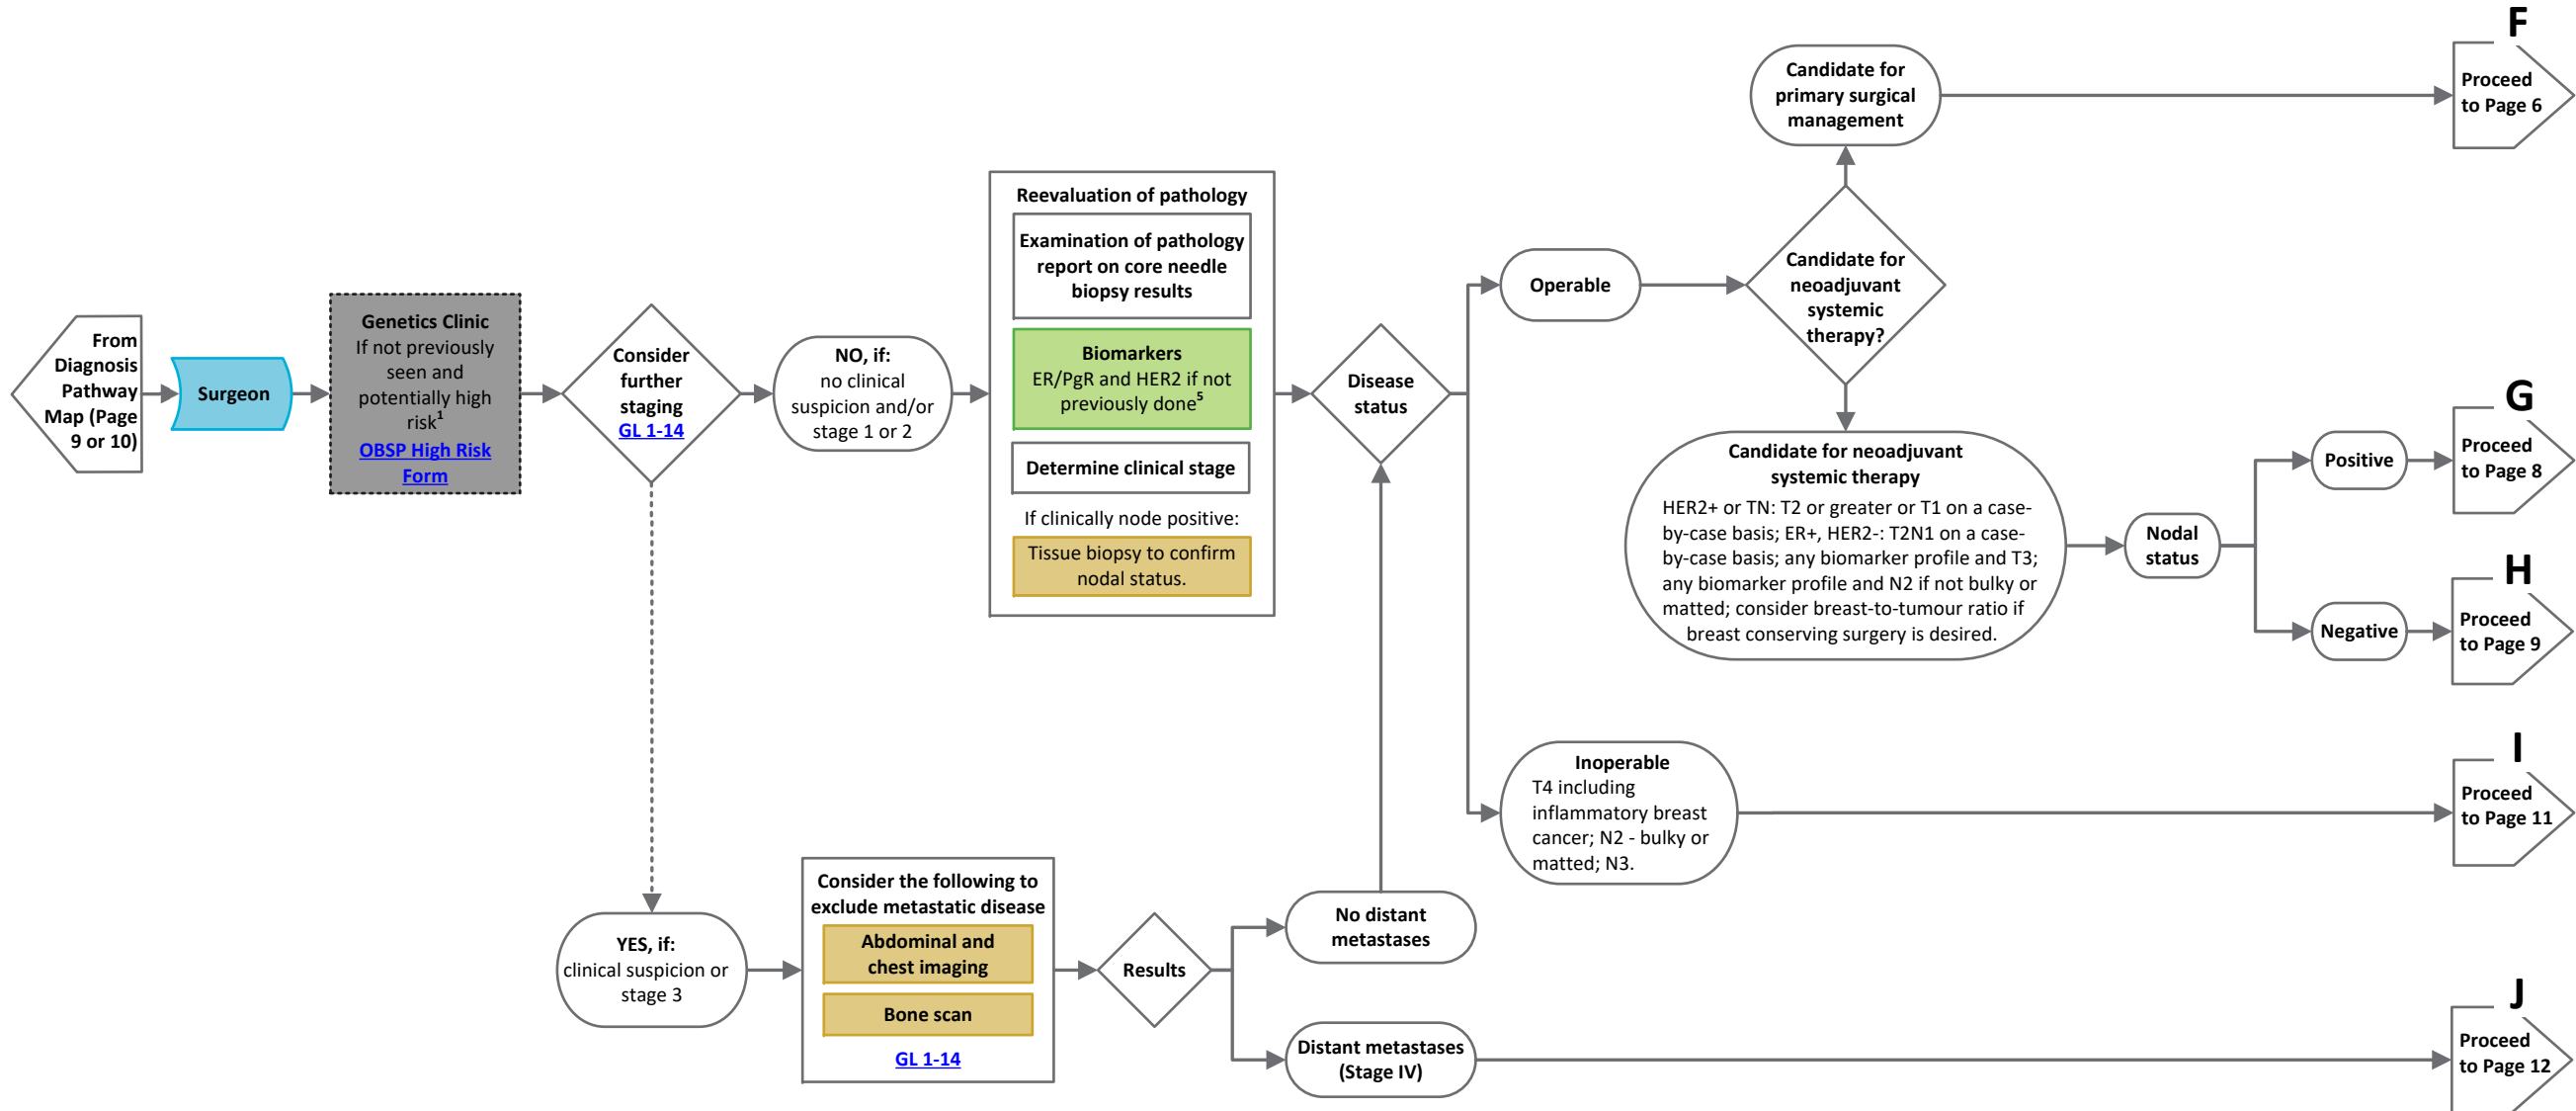 From
Diagnosis
Pathway
Map (Page
9 or 10)
Surgeon
Genetics Clinic
If not previously
seen and
potentially high
risk¹
OBSP High Risk
Form
Consider
further
staging
GL 1-14
NO, if:
no clinical
suspicion and/or
stage 1 or 2
Reevaluation of pathology
Examination of pathology
report on core needle
biopsy results
Biomarkers
ER/PgR and HER2 if not
previously done⁵
Determine clinical stage
If clinically node positive:
Tissue biopsy to confirm
nodal status.
Disease
status
Operable
Candidate for
neoadjuvant
systemic
therapy?
Candidate for
primary surgical
management
F
Proceed
to Page 6
Candidate for neoadjuvant
systemic therapy
HER2+ or TN: T2 or greater or T1 on a case-
by-case basis; ER+, HER2-: T2N1 on a case-
by-case basis; any biomarker profile and T3;
any biomarker profile and N2 if not bulky or
matted; consider breast-to-tumour ratio if
breast conserving surgery is desired.
Nodal
status
Positive
G
Proceed
to Page 8
Negative
H
Proceed
to Page 9
Inoperable
T4 including
inflammatory breast
cancer; N2 - bulky or
matted; N3.
I
Proceed
to Page 11
YES, if:
clinical suspicion or
stage 3
Consider the following to
exclude metastatic disease
Abdominal and
chest imaging
Bone scan
GL 1-14
Results
No distant
metastases
Distant metastases
(Stage IV)
J
Proceed
to Page 12